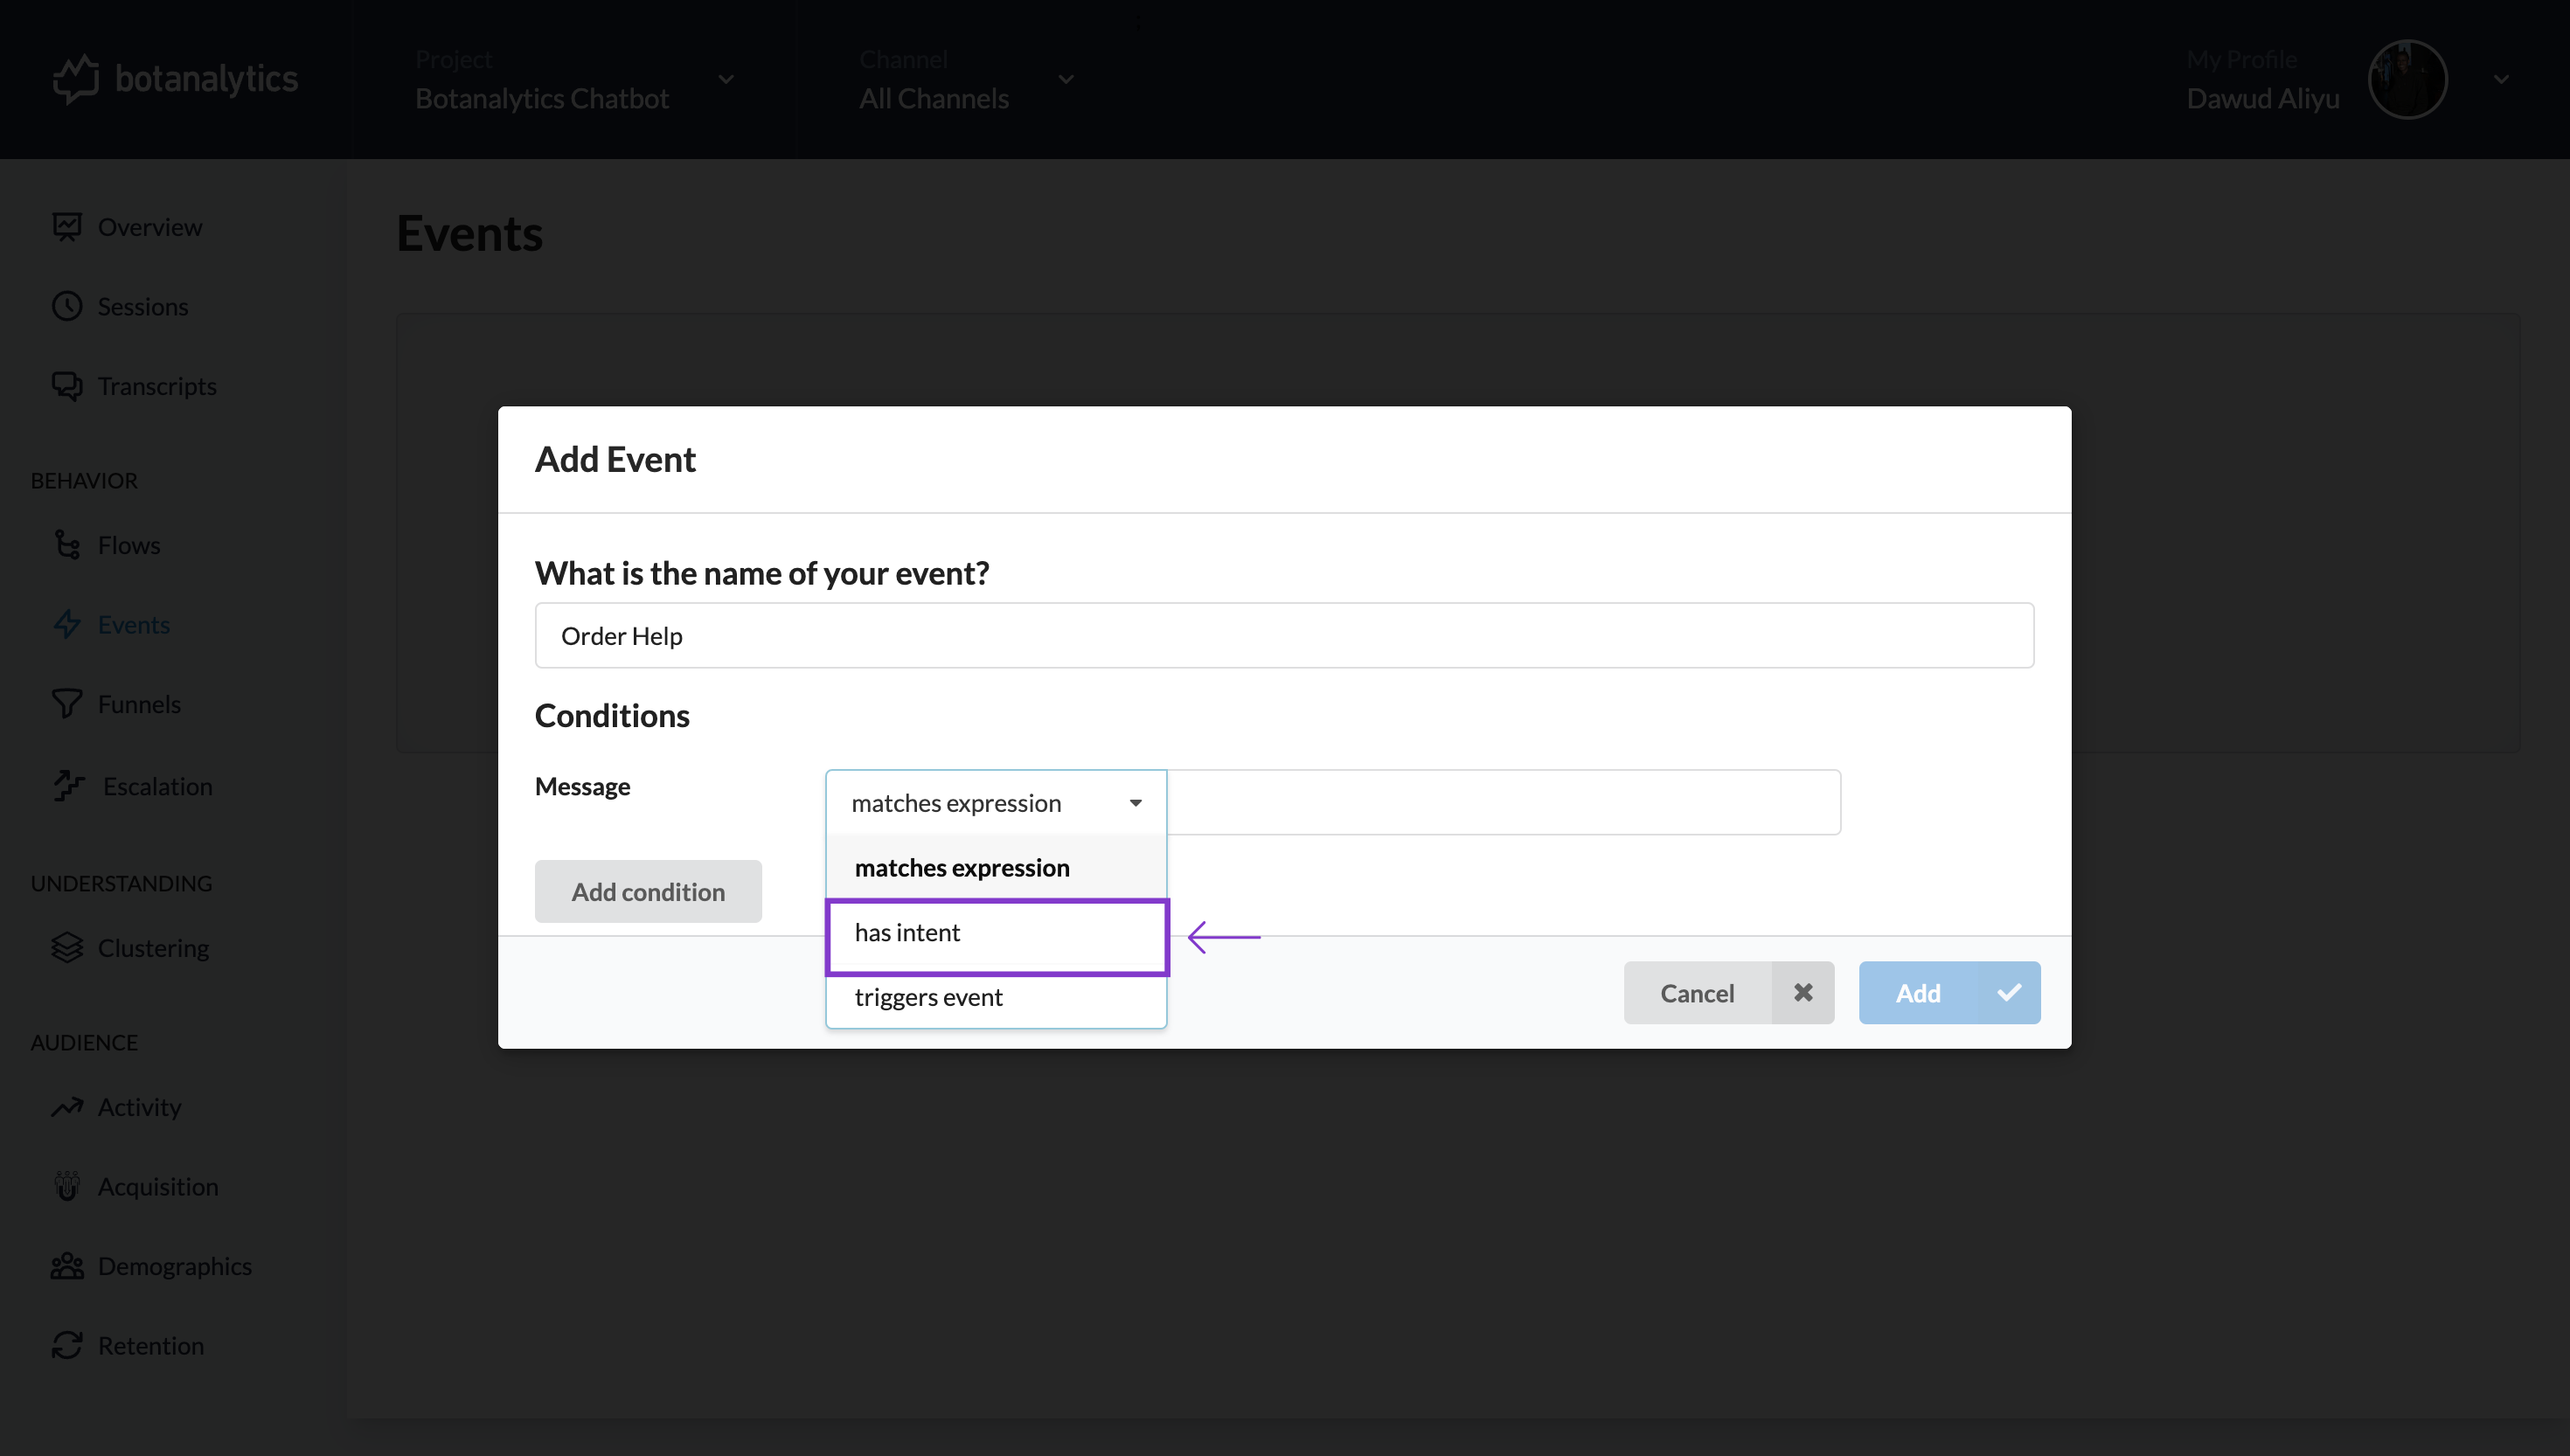 botanalytics
Project
Botanalytics Chatbot
Channel
All Channels
My Profile
Dawud Aliyu
Overview
Sessions
Transcripts
BEHAVIOR
Flows
Events
Funnels
Escalation
UNDERSTANDING
Clustering
AUDIENCE
Activity
Acquisition
Demographics
Retention
Events
Add Event
What is the name of your event?
Order Help
Conditions
Message
matches expression
matches expression
has intent
triggers event
Add condition
Cancel
Add